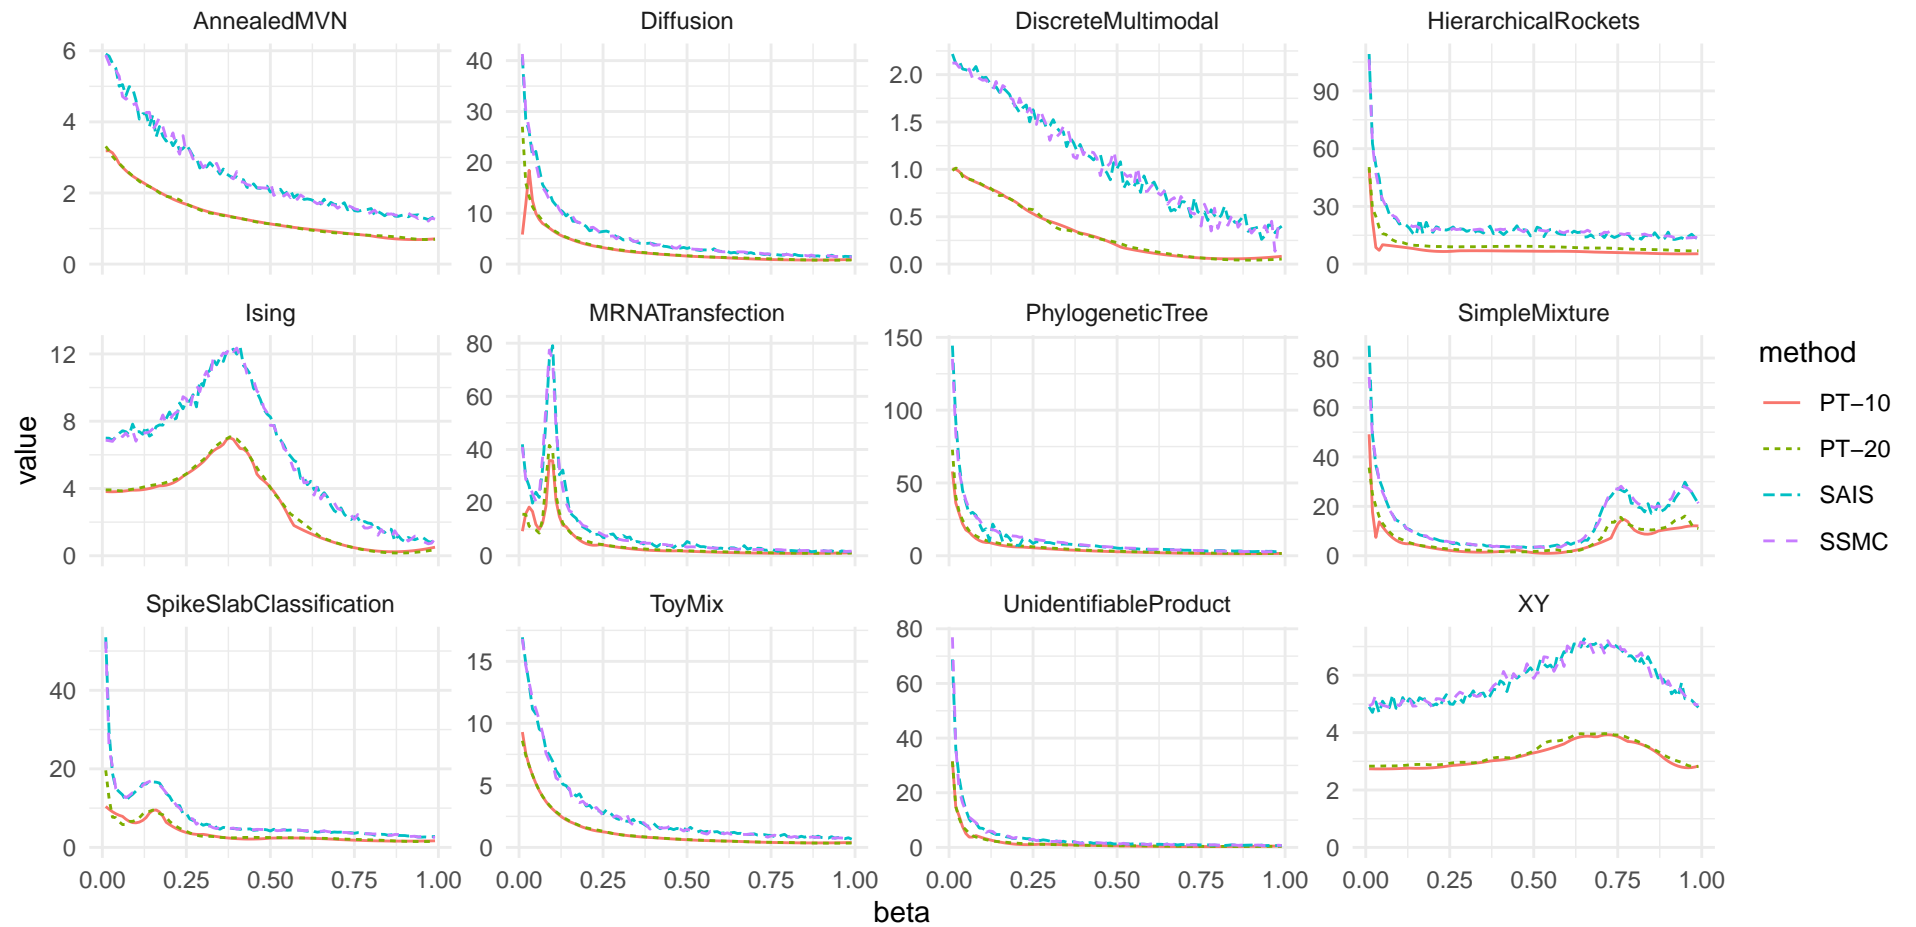 AnnealedMVN Diffusion DiscreteMultimodal HierarchicalRockets
6 4 2 0
40 30 20 10 0
2.0 1.5 1.0 0.5 0.0
90 60 30 0
Ising MRNATransfection PhylogeneticTree SimpleMixture
12 8 4 0
80 60 40 20 0
150 100 50 0
80 60 40 20 0
SpikeSlabClassification ToyMix UnidentifiableProduct XY
40 20 0
15 10 5 0
80 60 40 20 0
6 4 2 0
0.00 0.25 0.50 0.75 1.00 0.00 0.25 0.50 0.75 1.00 0.00 0.25 0.50 0.75 1.00 0.00 0.25 0.50 0.75 1.00
beta
value
method
PT−10
PT−20
SAIS
SSMC